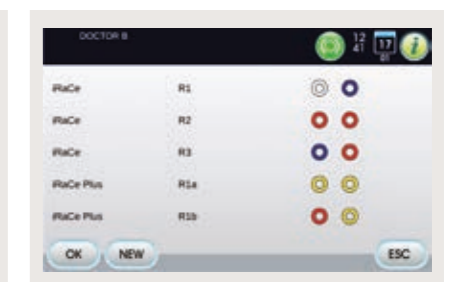 DOCTOR B 12 41 17 01 i
iRaCe R1
iRaCe R2
iRaCe R3
iRaCe Plus R1a
iRaCe Plus R1b
OK NEW ESC